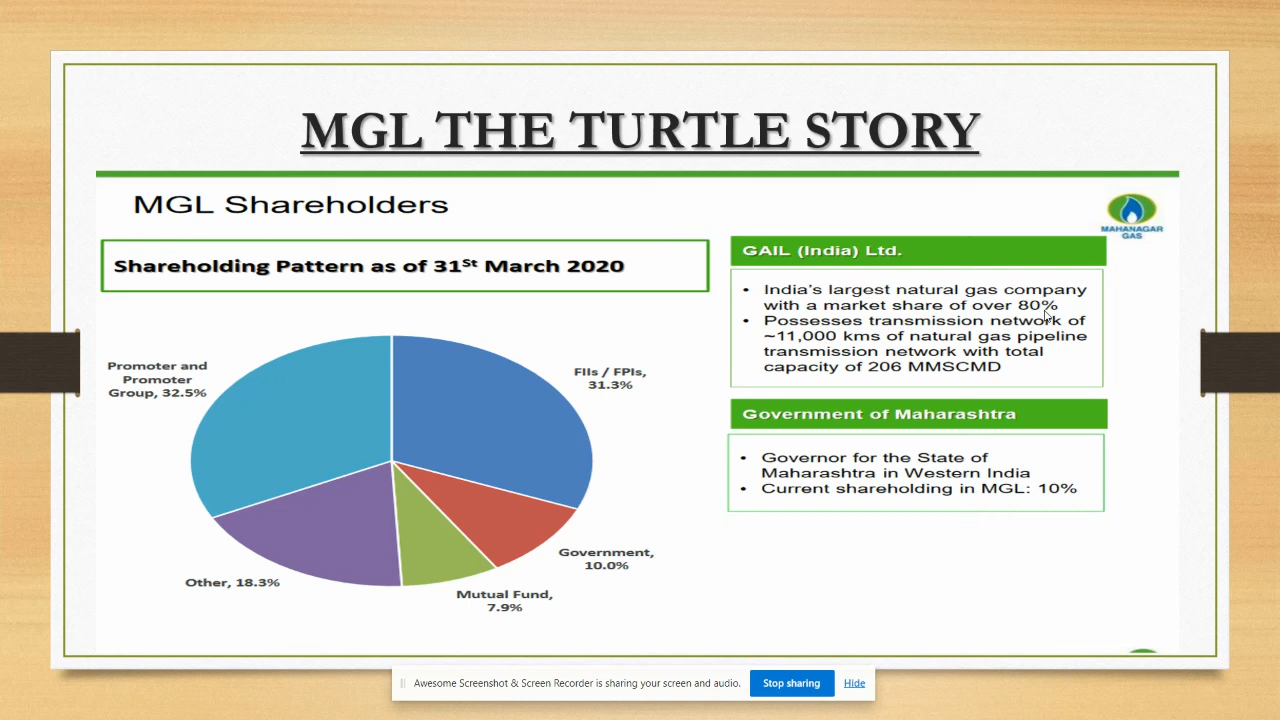 MGL THE TURTLE STORY
MGL Shareholders
MAHANAGAR
GAS
Shareholding Pattern as of 31St March 2020
Promoter and
Promoter
Group, 32.5%
FIIs / FPIs,
31.3%
Government,
10.0%
Mutual Fund,
7.9%
Other, 18.3%
GAIL (India) Ltd.
• India's largest natural gas company
with a market share of over 80%
• Possesses transmission network of
~11,000 kms of natural gas pipeline
transmission network with total
capacity of 206 MMSCMD
Government of Maharashtra
• Governor for the State of
Maharashtra in Western India
• Current shareholding in MGL: 10%
Awesome Screenshot & Screen Recorder is sharing your screen and audio.
Stop sharing
Hide